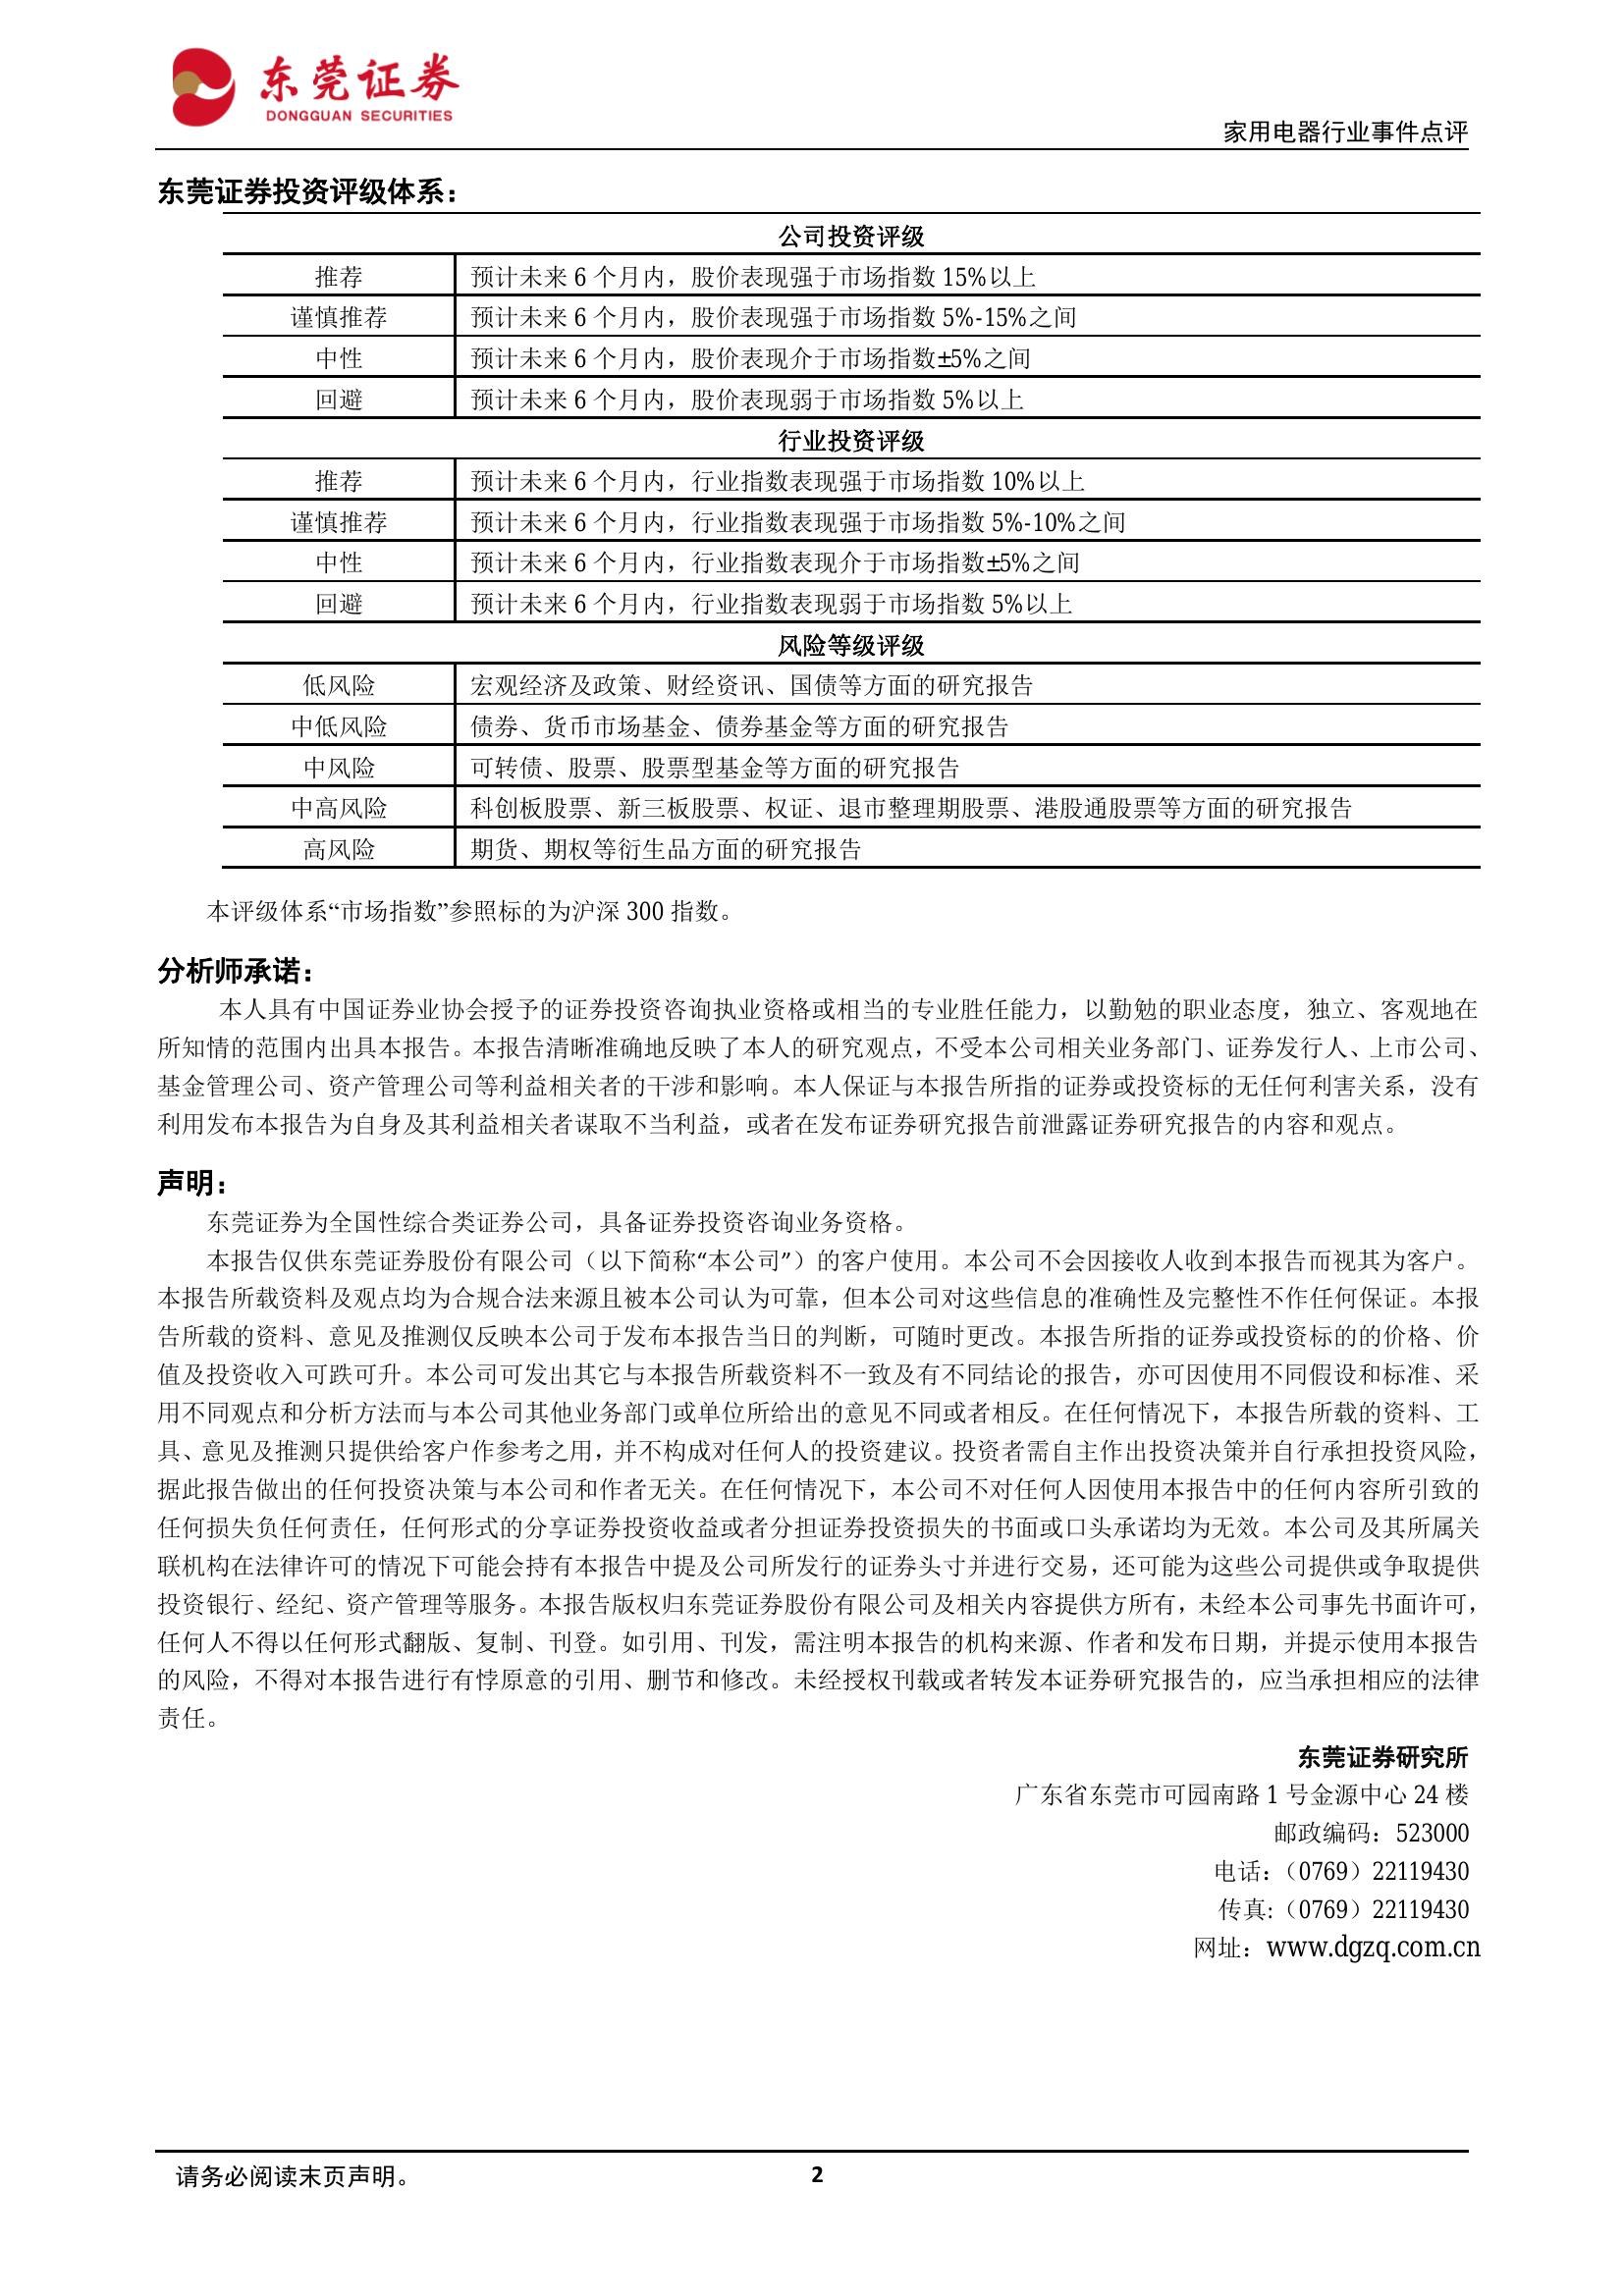 东莞证券
DONGGUAN SECURITIES
家用电器行业事件点评
东莞证券投资评级体系：
公司投资评级
推荐 预计未来 6 个月内，股价表现强于市场指数 15%以上
谨慎推荐 预计未来 6 个月内，股价表现强于市场指数 5%-15%之间
中性 预计未来 6 个月内，股价表现介于市场指数±5%之间
回避 预计未来 6 个月内，股价表现弱于市场指数 5%以上
行业投资评级
推荐 预计未来 6 个月内，行业指数表现强于市场指数 10%以上
谨慎推荐 预计未来 6 个月内，行业指数表现强于市场指数 5%-10%之间
中性 预计未来 6 个月内，行业指数表现介于市场指数±5%之间
回避 预计未来 6 个月内，行业指数表现弱于市场指数 5%以上
风险等级评级
低风险 宏观经济及政策、财经资讯、国债等方面的研究报告
中低风险 债券、货币市场基金、债券基金等方面的研究报告
中风险 可转债、股票、股票型基金等方面的研究报告
中高风险 科创板股票、新三板股票、权证、退市整理期股票、港股通股票等方面的研究报告
高风险 期货、期权等衍生品方面的研究报告
本评级体系“市场指数”参照标的为沪深 300 指数。
分析师承诺：
本人具有中国证券业协会授予的证券投资咨询执业资格或相当的专业胜任能力，以勤勉的职业态度，独立、客观地在
所知情的范围内出具本报告。本报告清晰准确地反映了本人的研究观点，不受本公司相关业务部门、证券发行人、上市公司、
基金管理公司、资产管理公司等利益相关者的干涉和影响。本人保证与本报告所指的证券或投资标的无任何利害关系，没有
利用发布本报告为自身及其利益相关者谋取不当利益，或者在发布证券研究报告前泄露证券研究报告的内容和观点。
声明：
东莞证券为全国性综合类证券公司，具备证券投资咨询业务资格。
本报告仅供东莞证券股份有限公司（以下简称“本公司”）的客户使用。本公司不会因接收人收到本报告而视其为客户。
本报告所载资料及观点均为合规合法来源且被本公司认为可靠，但本公司对这些信息的准确性及完整性不作任何保证。本报
告所载的资料、意见及推测仅反映本公司于发布本报告当日的判断，可随时更改。本报告所指的证券或投资标的的价格、价
值及投资收入可跌可升。本公司可发出其它与本报告所载资料不一致及有不同结论的报告，亦可因使用不同假设和标准、采
用不同观点和分析方法而与本公司其他业务部门或单位所给出的意见不同或者相反。在任何情况下，本报告所载的资料、工
具、意见及推测只提供给客户作参考之用，并不构成对任何人的投资建议。投资者需自主作出投资决策并自行承担投资风险，
据此报告做出的任何投资决策与本公司和作者无关。在任何情况下，本公司不对任何人因使用本报告中的任何内容所引致的
任何损失负任何责任，任何形式的分享证券投资收益或者分担证券投资损失的书面或口头承诺均为无效。本公司及其所属关
联机构在法律许可的情况下可能会持有本报告中提及公司所发行的证券头寸并进行交易，还可能为这些公司提供或争取提供
投资银行、经纪、资产管理等服务。本报告版权归东莞证券股份有限公司及相关内容提供方所有，未经本公司事先书面许可，
任何人不得以任何形式翻版、复制、刊登。如引用、刊发，需注明本报告的机构来源、作者和发布日期，并提示使用本报告
的风险，不得对本报告进行有悖原意的引用、删节和修改。未经授权刊载或者转发本证券研究报告的，应当承担相应的法律
责任。
东莞证券研究所
广东省东莞市可园南路 1 号金源中心 24 楼
邮政编码：523000
电话：（0769）22119430
传真:（0769）22119430
网址：www.dgzq.com.cn
请务必阅读末页声明。
2